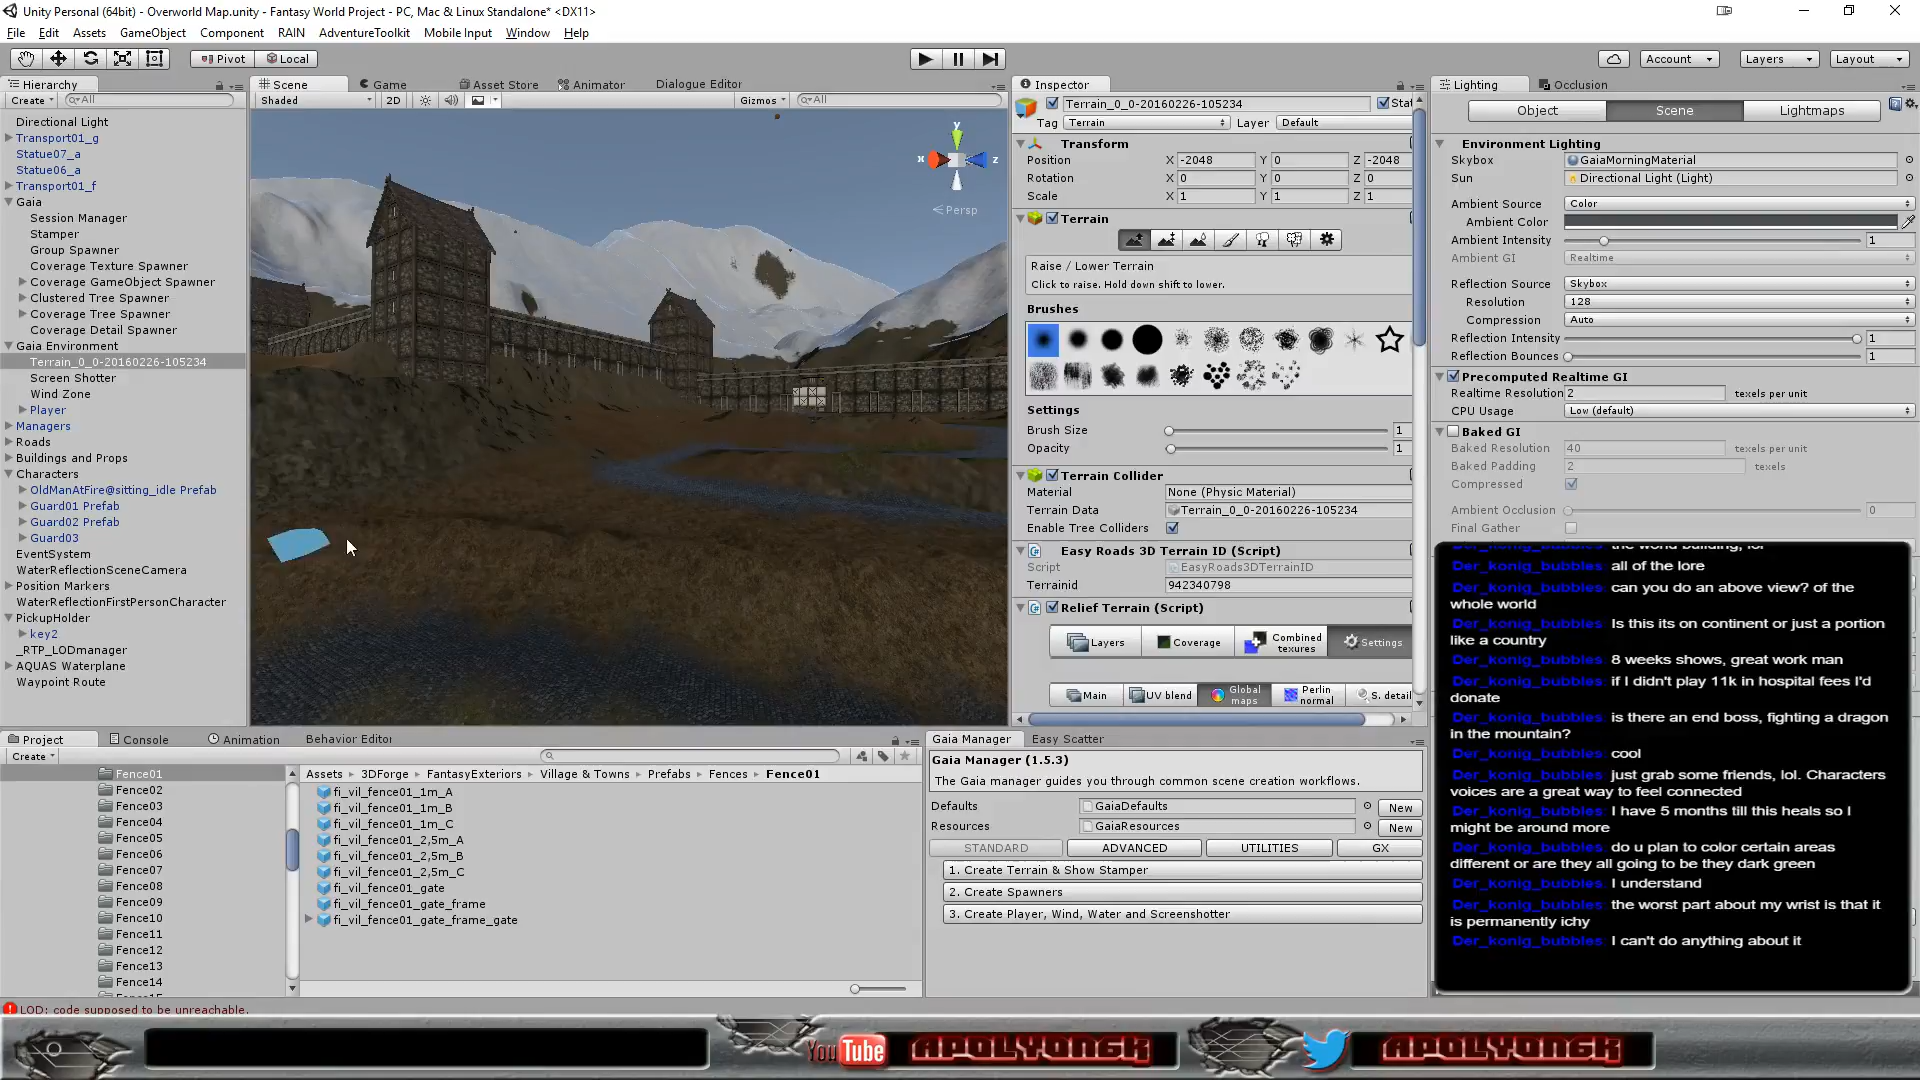 Unity Personal (64bit) - Overworld Map.unity - Fantasy World Project - PC, Mac & Linux Standalone* <DX11>
File Edit Assets GameObject Component RAIN AdventureToolkit Mobile Input Window Help
Pivot Local Account Layers Layout
Hierarchy
Create All
Directional Light
Transport01_g
Statue07_a
Statue06_a
Transport01_f
Gaia
Session Manager
Stamper
Group Spawner
Coverage Texture Spawner
Coverage GameObject Spawner
Clustered Tree Spawner
Coverage Tree Spawner
Coverage Detail Spawner
Gaia Environment
Terrain_0_0-20160226-105234
Screen Shotter
Wind Zone
Player
Managers
Roads
Buildings and Props
Characters
OldManAtFire@sitting_idle Prefab
Guard01 Prefab
Guard02 Prefab
Guard03
EventSystem
WaterReflectionSceneCamera
Position Markers
WaterReflectionFirstPersonCharacter
PickupHolder
key2
_RTP_LODmanager
AQUAS Waterplane
Waypoint Route
Scene Game Asset Store Animator Dialogue Editor
Shaded 2D Gizmos All
y
x z
Persp
Inspector
Terrain_0_0-20160226-105234 Stat
Tag Terrain Layer Default
Transform
Position X -2048 Y 0 Z -2048
Rotation X 0 Y 0 Z 0
Scale X 1 Y 1 Z 1
Terrain
Raise / Lower Terrain
Click to raise. Hold down shift to lower.
Brushes
Settings
Brush Size 1
Opacity 1
Terrain Collider
Material None (Physic Material)
Terrain Data Terrain_0_0-20160226-105234
Enable Tree Colliders
Easy Roads 3D Terrain ID (Script)
Script EasyRoads3DTerrainID
Terrainid 942340798
Relief Terrain (Script)
Layers Coverage Combined texures Settings
Main UV blend Global maps Perlin normal S. detail
Lighting Occlusion
Object Scene Lightmaps
Environment Lighting
Skybox GaiaMorningMaterial
Sun Directional Light (Light)
Ambient Source Color
Ambient Color
Ambient Intensity 1
Ambient GI Realtime
Reflection Source Skybox
Resolution 128
Compression Auto
Reflection Intensity 1
Reflection Bounces 1
Precomputed Realtime GI
Realtime Resolution 2 texels per unit
CPU Usage Low (default)
Baked GI
Baked Resolution 40 texels per unit
Baked Padding 2 texels
Compressed
Ambient Occlusion 0
Final Gather
Der_konig_bubbles: the world building, lol
Der_konig_bubbles: all of the lore
Der_konig_bubbles: can you do an above view? of the
whole world
Der_konig_bubbles: Is this its on continent or just a portion
like a country
Der_konig_bubbles: 8 weeks shows, great work man
Der_konig_bubbles: if I didn't play 11k in hospital fees I'd
donate
Der_konig_bubbles: is there an end boss, fighting a dragon
in the mountain?
Der_konig_bubbles: cool
Der_konig_bubbles: just grab some friends, lol. Characters
voices are a great way to feel connected
Der_konig_bubbles: I have 5 months till this heals so I
might be around more
Der_konig_bubbles: do u plan to color certain areas
different or are they all going to be they dark green
Der_konig_bubbles: I understand
Der_konig_bubbles: the worst part about my wrist is that it
is permanently ichy
Der_konig_bubbles: I can't do anything about it
Project Console Animation Behavior Editor
Create
Fence01
Fence02
Fence03
Fence04
Fence05
Fence06
Fence07
Fence08
Fence09
Fence10
Fence11
Fence12
Fence13
Fence14
Assets 3DForge FantasyExteriors Village & Towns Prefabs Fences Fence01
fi_vil_fence01_1m_A
fi_vil_fence01_1m_B
fi_vil_fence01_1m_C
fi_vil_fence01_2,5m_A
fi_vil_fence01_2,5m_B
fi_vil_fence01_2,5m_C
fi_vil_fence01_gate
fi_vil_fence01_gate_frame
fi_vil_fence01_gate_frame_gate
Gaia Manager Easy Scatter
Gaia Manager (1.5.3)
The Gaia manager guides you through common scene creation workflows.
Defaults GaiaDefaults New
Resources GaiaResources New
STANDARD ADVANCED UTILITIES GX
1. Create Terrain & Show Stamper
2. Create Spawners
3. Create Player, Wind, Water and Screenshotter
LOD: code supposed to be unreachable.
YouTube APOLYON6K APOLYON6K